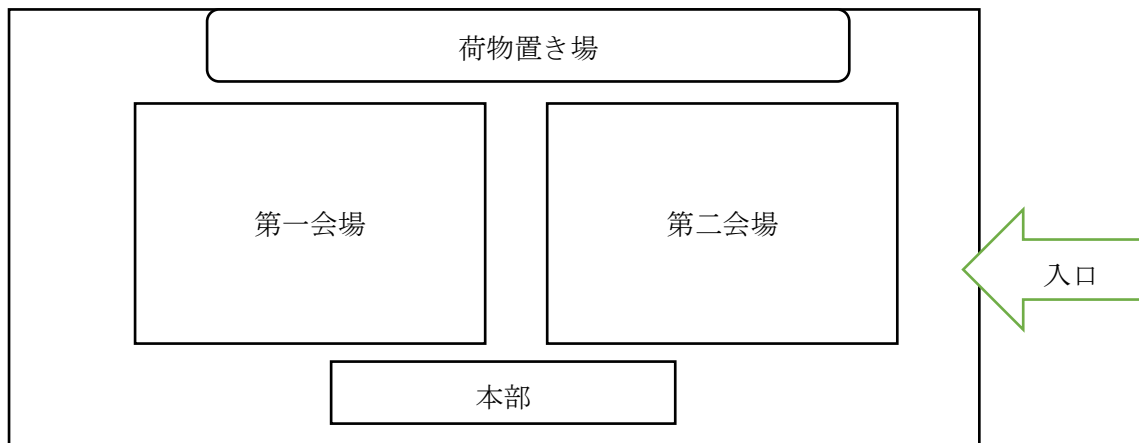 荷物置き場
第一会場
第二会場
入口
本部